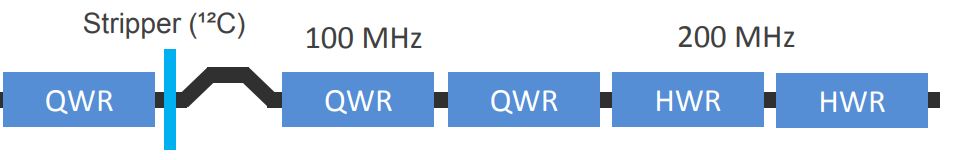 Stripper (¹²C)
100 MHz
200 MHz
QWR
QWR
QWR
HWR
HWR